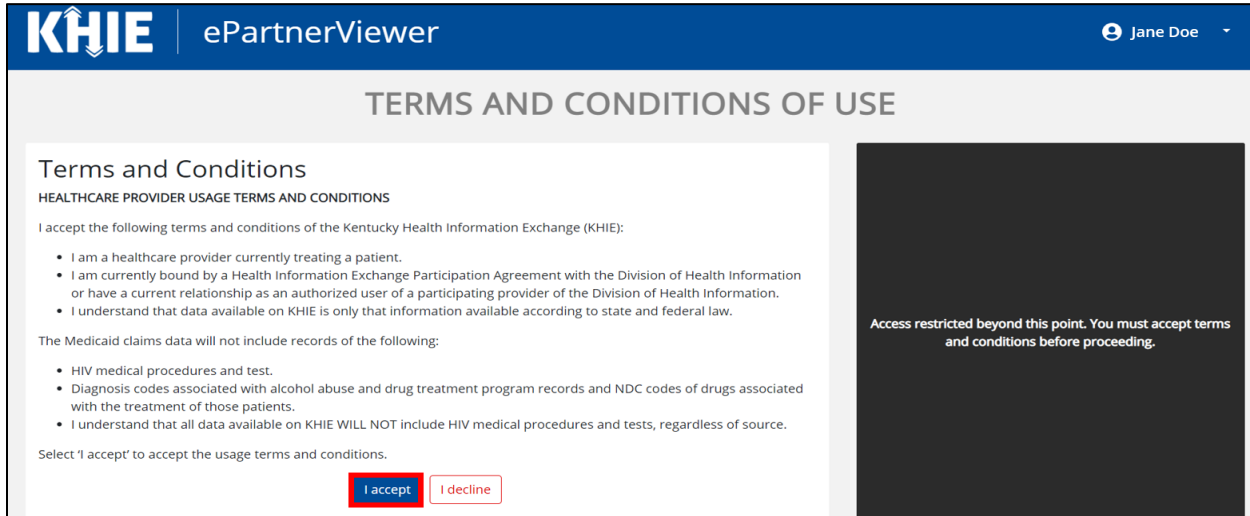 KHIE ePartnerViewer
Jane Doe
TERMS AND CONDITIONS OF USE
Terms and Conditions
HEALTHCARE PROVIDER USAGE TERMS AND CONDITIONS
I accept the following terms and conditions of the Kentucky Health Information Exchange (KHIE):
• I am a healthcare provider currently treating a patient.
• I am currently bound by a Health Information Exchange Participation Agreement with the Division of Health Information
or have a current relationship as an authorized user of a participating provider of the Division of Health Information.
• I understand that data available on KHIE is only that information available according to state and federal law.
The Medicaid claims data will not include records of the following:
• HIV medical procedures and test.
• Diagnosis codes associated with alcohol abuse and drug treatment program records and NDC codes of drugs associated
with the treatment of those patients.
• I understand that all data available on KHIE WILL NOT include HIV medical procedures and tests, regardless of source.
Select ‘I accept’ to accept the usage terms and conditions.
I accept
I decline
Access restricted beyond this point. You must accept terms
and conditions before proceeding.